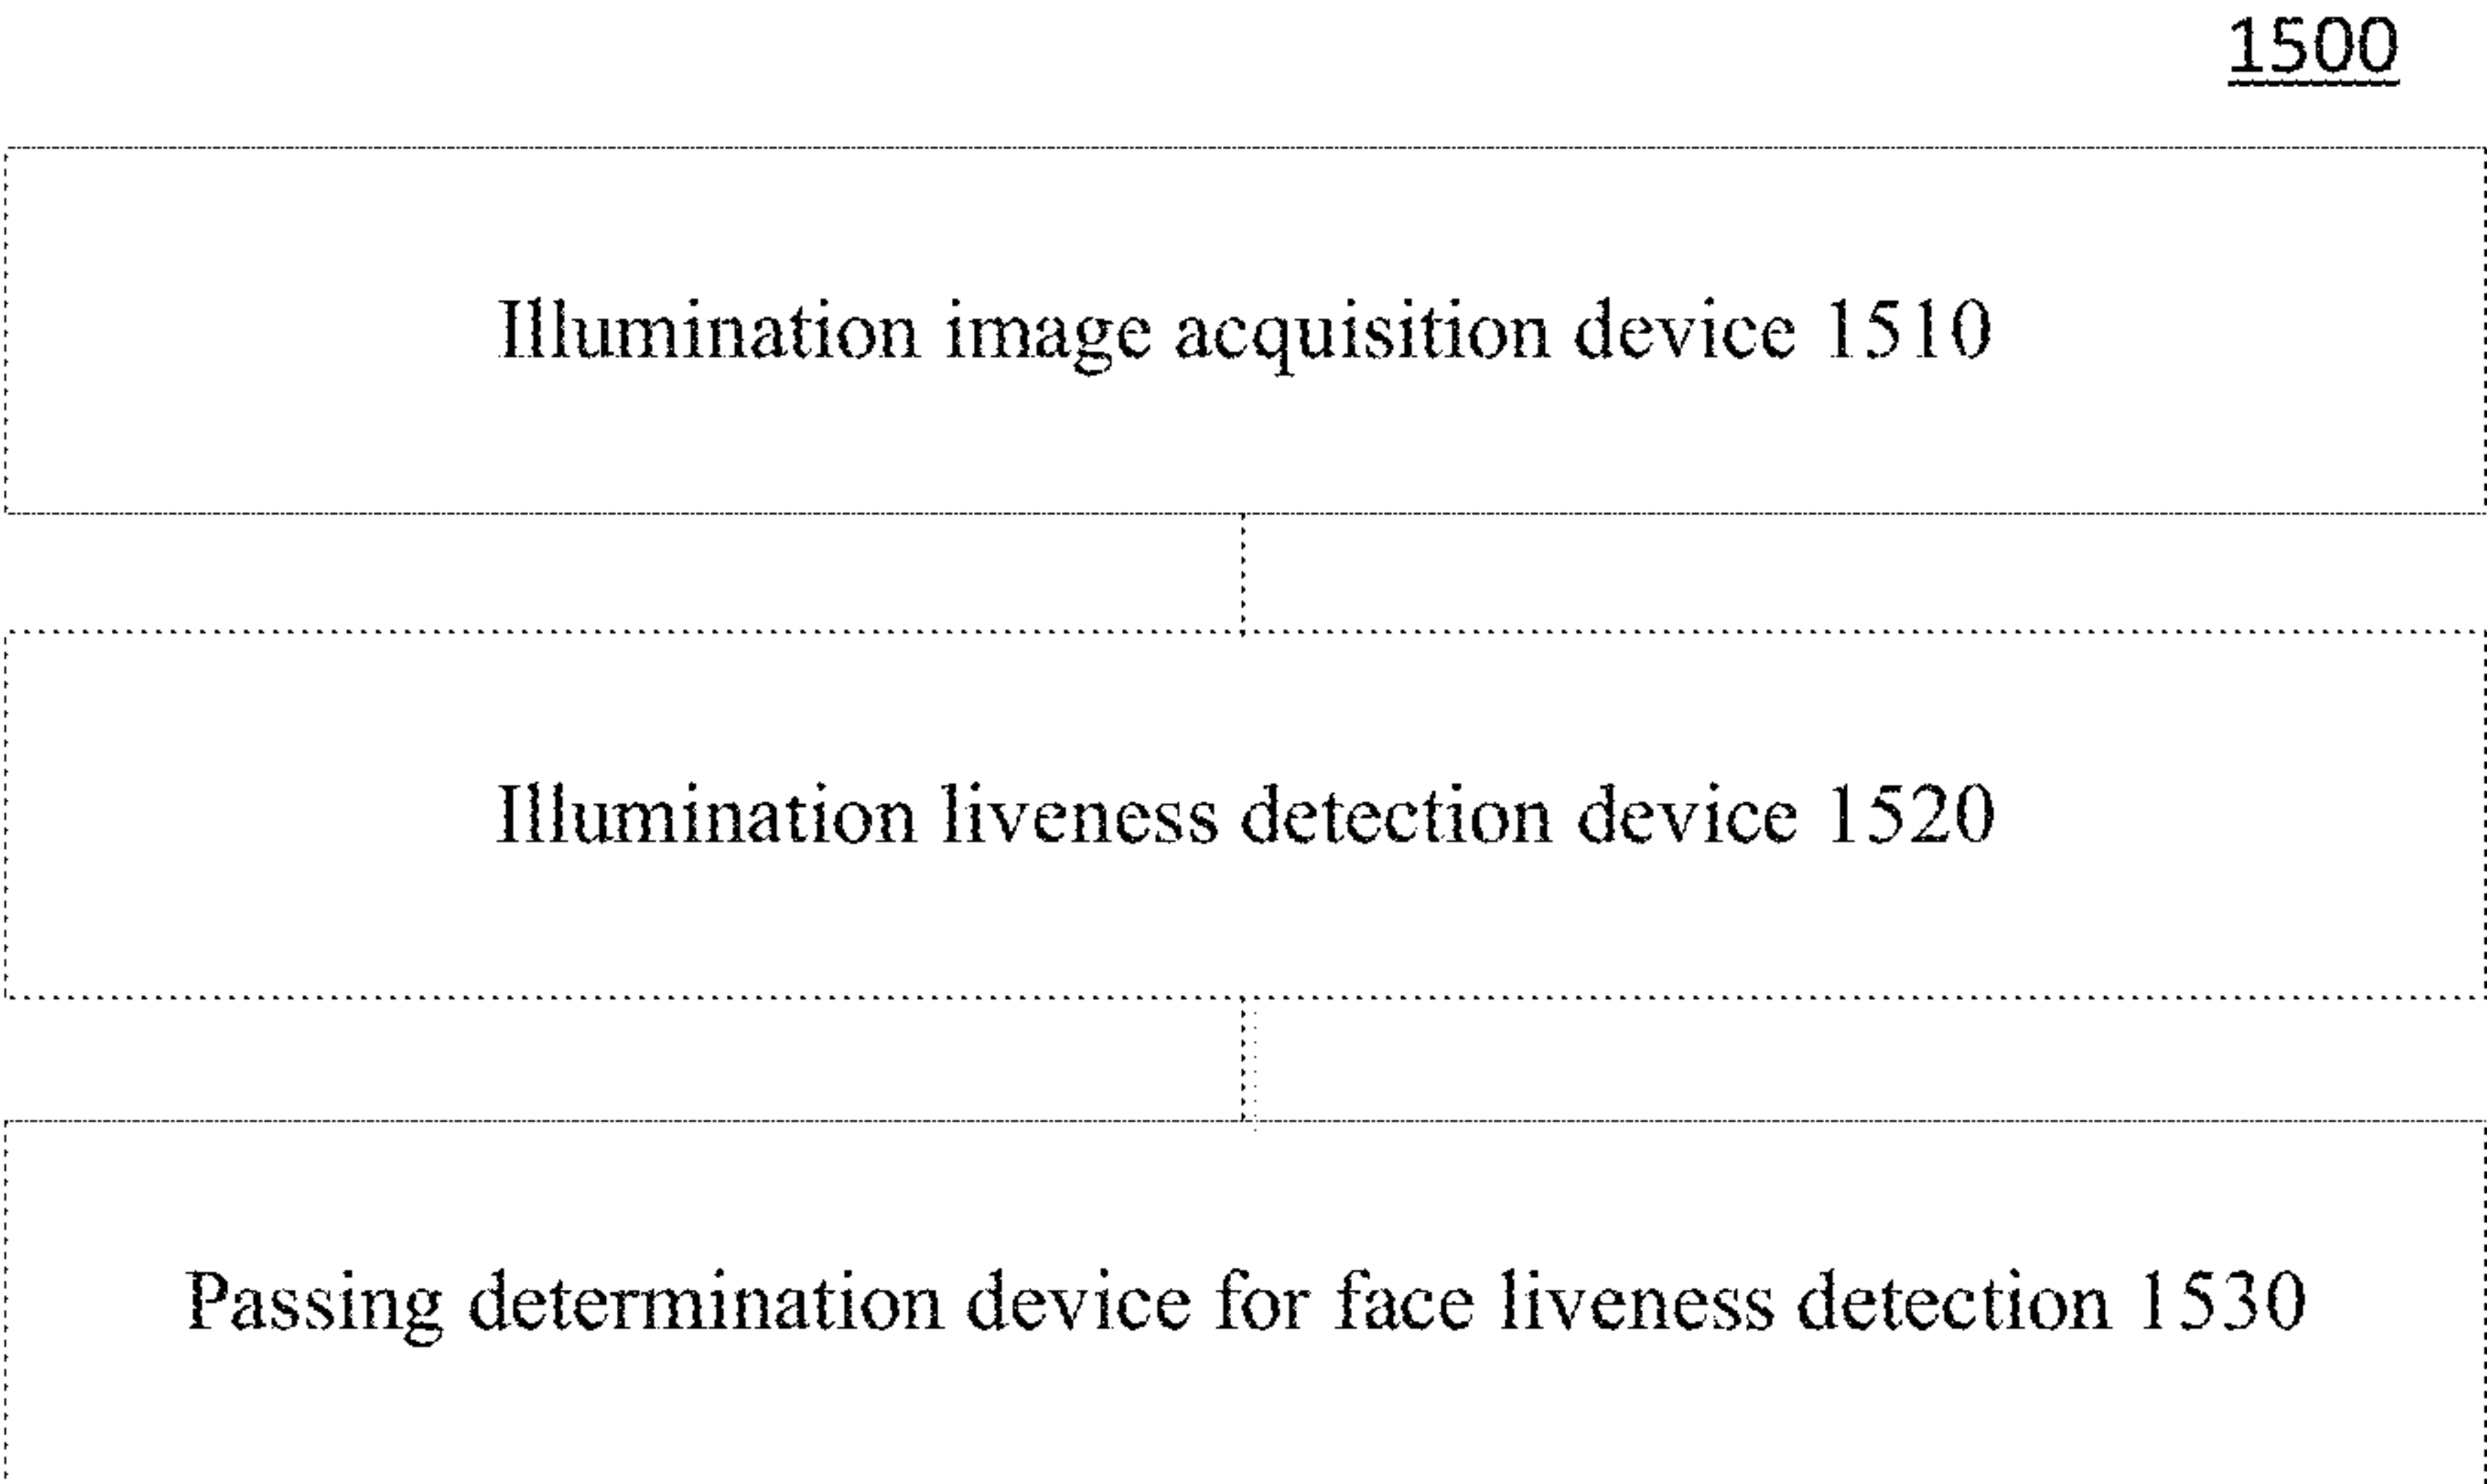 1500
Illumination image acquisition device 1510
Illumination liveness detection device 1520
Passing determination device for face liveness detection 1530